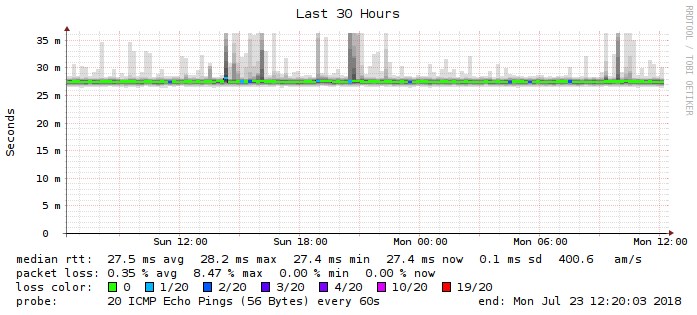 Last 30 Hours
RRDTOOL / TOBI OETIKER
Seconds
35 m
30 m
25 m
20 m
15 m
10 m
5 m
0
Sun 12:00 Sun 18:00 Mon 00:00 Mon 06:00 Mon 12:00
median rtt: 27.5 ms avg 28.2 ms max 27.4 ms min 27.4 ms now 0.1 ms sd 400.6 am/s
packet loss: 0.35 % avg 8.47 % max 0.00 % min 0.00 % now
loss color: 0 1/20 2/20 3/20 4/20 10/20 19/20
probe: 20 ICMP Echo Pings (56 Bytes) every 60s end: Mon Jul 23 12:20:03 2018